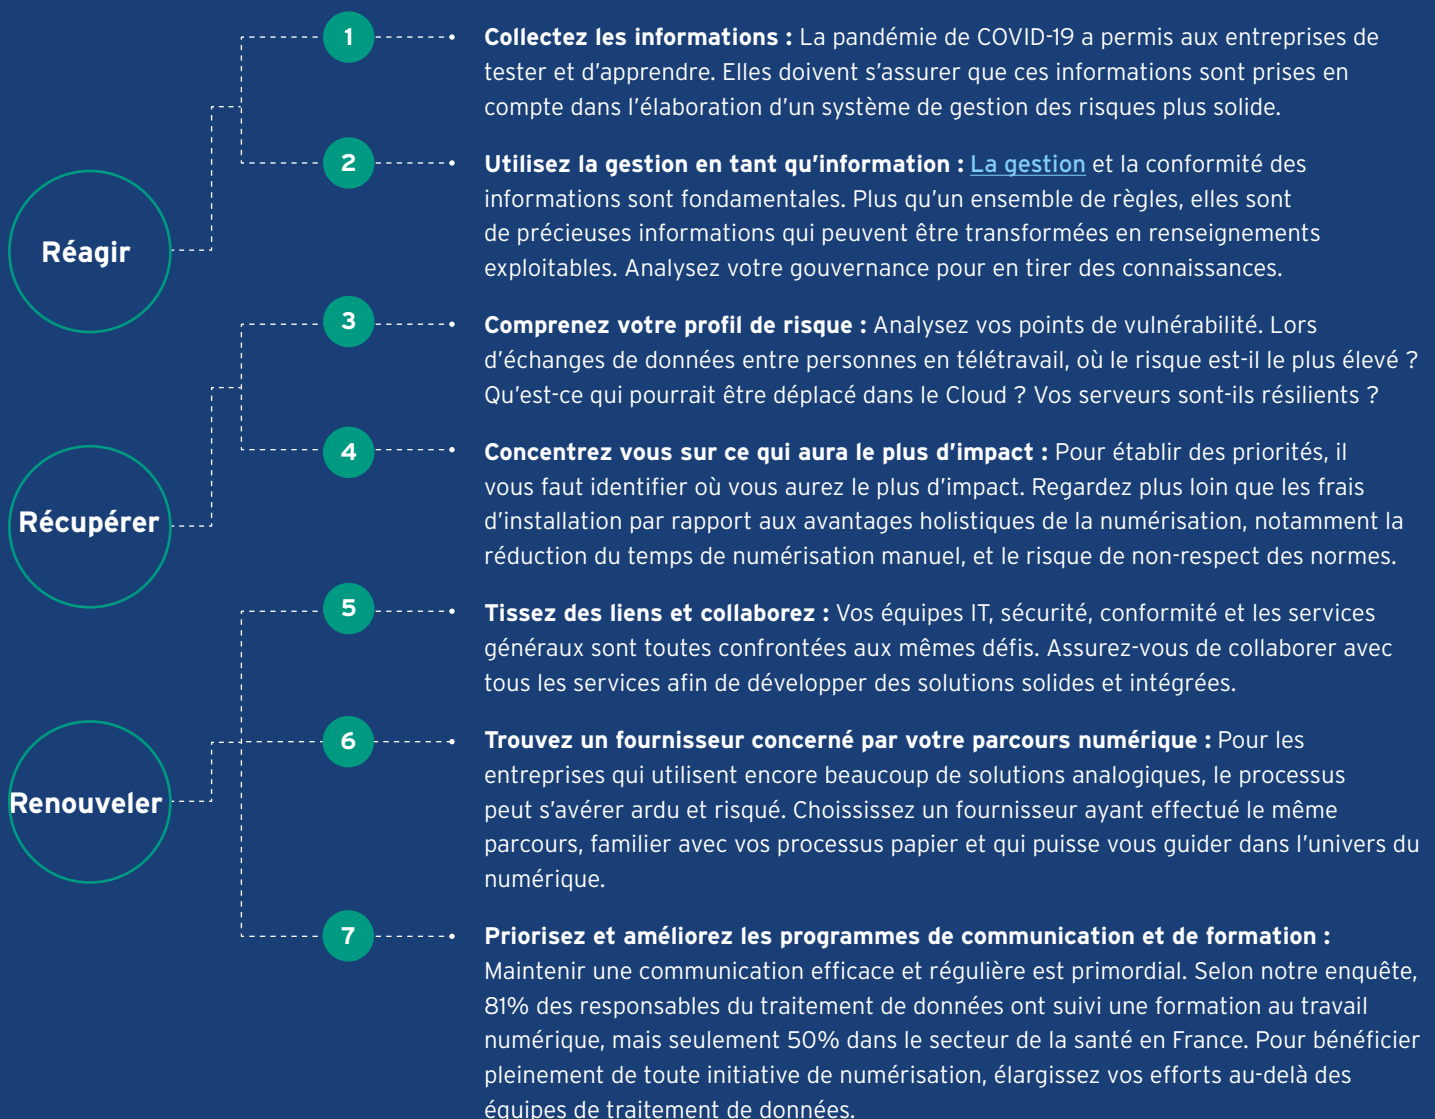 Réagir
1
Collectez les informations : La pandémie de COVID-19 a permis aux entreprises de
tester et d'apprendre. Elles doivent s'assurer que ces informations sont prises en
compte dans l'élaboration d'un système de gestion des risques plus solide.
2
Utilisez la gestion en tant qu'information : La gestion et la conformité des
informations sont fondamentales. Plus qu'un ensemble de règles, elles sont
de précieuses informations qui peuvent être transformées en renseignements
exploitables. Analysez votre gouvernance pour en tirer des connaissances.
Récupérer
3
Comprenez votre profil de risque : Analysez vos points de vulnérabilité. Lors
d'échanges de données entre personnes en télétravail, où le risque est-il le plus élevé ?
Qu'est-ce qui pourrait être déplacé dans le Cloud ? Vos serveurs sont-ils résilients ?
4
Concentrez vous sur ce qui aura le plus d'impact : Pour établir des priorités, il
vous faut identifier où vous aurez le plus d'impact. Regardez plus loin que les frais
d'installation par rapport aux avantages holistiques de la numérisation, notamment la
réduction du temps de numérisation manuel, et le risque de non-respect des normes.
Renouveler
5
Tissez des liens et collaborez : Vos équipes IT, sécurité, conformité et les services
généraux sont toutes confrontées aux mêmes défis. Assurez-vous de collaborer avec
tous les services afin de développer des solutions solides et intégrées.
6
Trouvez un fournisseur concerné par votre parcours numérique : Pour les
entreprises qui utilisent encore beaucoup de solutions analogiques, le processus
peut s'avérer ardu et risqué. Choississez un fournisseur ayant effectué le même
parcours, familier avec vos processus papier et qui puisse vous guider dans l'univers du
numérique.
7
Priorisez et améliorez les programmes de communication et de formation :
Maintenir une communication efficace et régulière est primordial. Selon notre enquête,
81% des responsables du traitement de données ont suivi une formation au travail
numérique, mais seulement 50% dans le secteur de la santé en France. Pour bénéficier
pleinement de toute initiative de numérisation, élargissez vos efforts au-delà des
équipes de traitement de données.